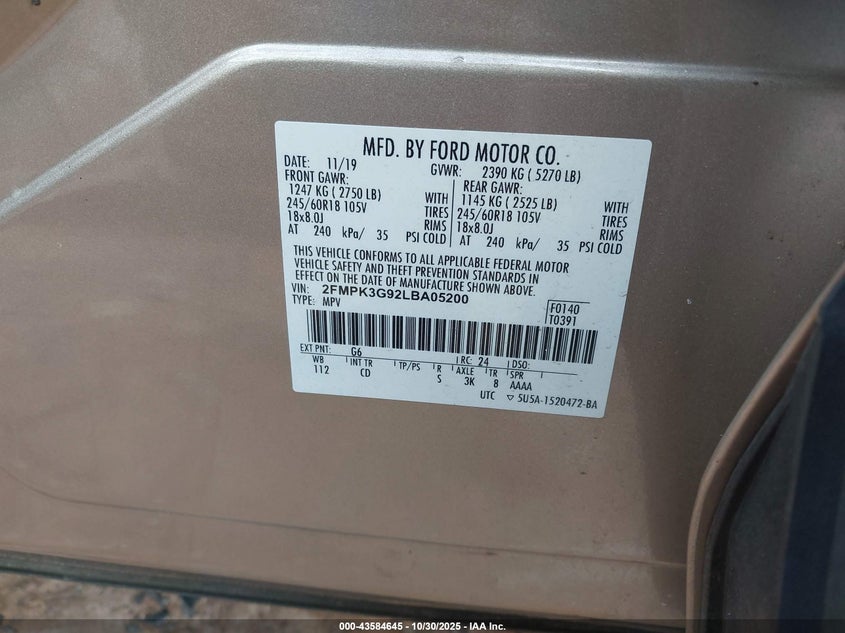 MFD. BY FORD MOTOR CO.
DATE: 11/19 GVWR: 2390 KG ( 5270 LB)
FRONT GAWR: REAR GAWR:
1247 KG ( 2750 LB) WITH 1145 KG ( 2525 LB) WITH
245/60R18 105V TIRES 245/60R18 105V TIRES
18x8.0J RIMS 18x8.0J RIMS
AT 240 kPa/ 35 PSI COLD AT 240 kPa/ 35 PSI COLD
THIS VEHICLE CONFORMS TO ALL APPLICABLE FEDERAL MOTOR
VEHICLE SAFETY AND THEFT PREVENTION STANDARDS IN
EFFECT ON THE DATE OF MANUFACTURE SHOWN ABOVE.
VIN: 2FMPK3G92LBA05200 F0140
TYPE: MPV T0391
EXT PNT: G6 RC: 24 DSO:
WB INT TR TP/PS R AXLE TR SPR
112 CD S 3K 8 AAAA
UTC ▽ 5U5A-1520472-BA
000-43584645 - 10/30/2025 - IAA Inc.